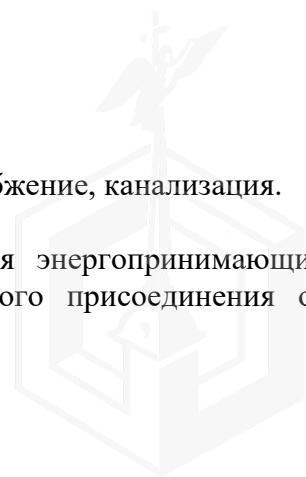 бжение, канализация.
я энергопринимающи
ого присоединения о